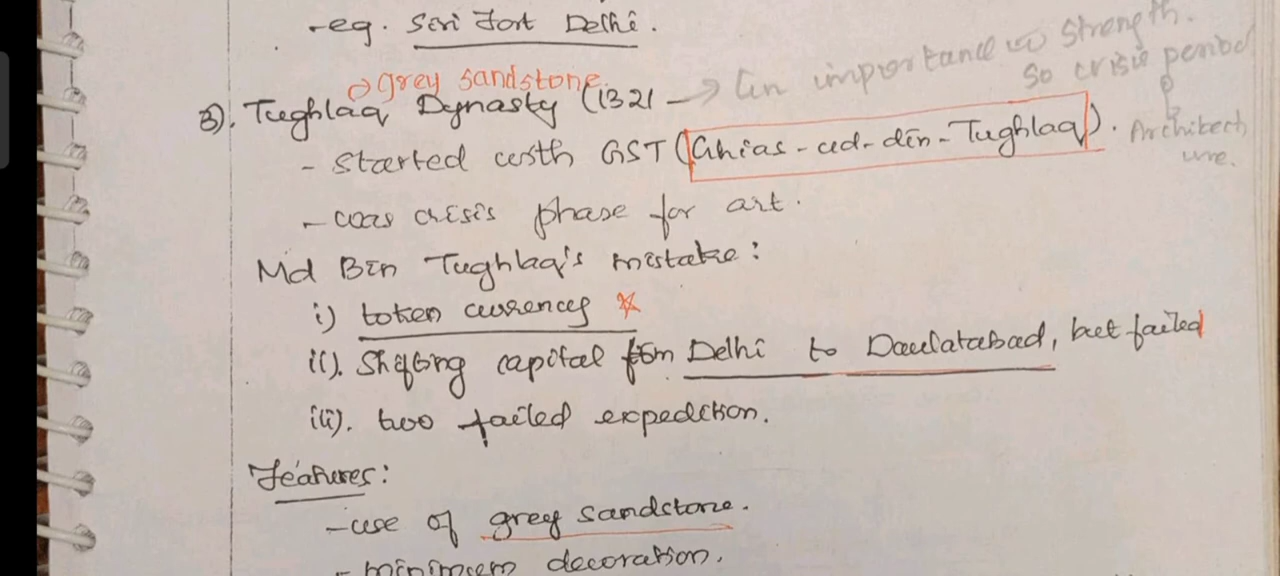 -eg. Siri Fort Delhi.
→ grey sandstone.
3). Tughlaq Dynasty (1321 → importance to strength.
so crisis period
Architecture.
- Started with GST (Ghias-ud-din-Tughlaq).
- was crisis phase for art.
Md Bin Tughlaq's mistake:
i) token currency
ii). Shifting capital from Delhi to Daulatabad, but failed
iii). two failed expedition.
Features:
- use of grey sandstone.
- minimum decoration.